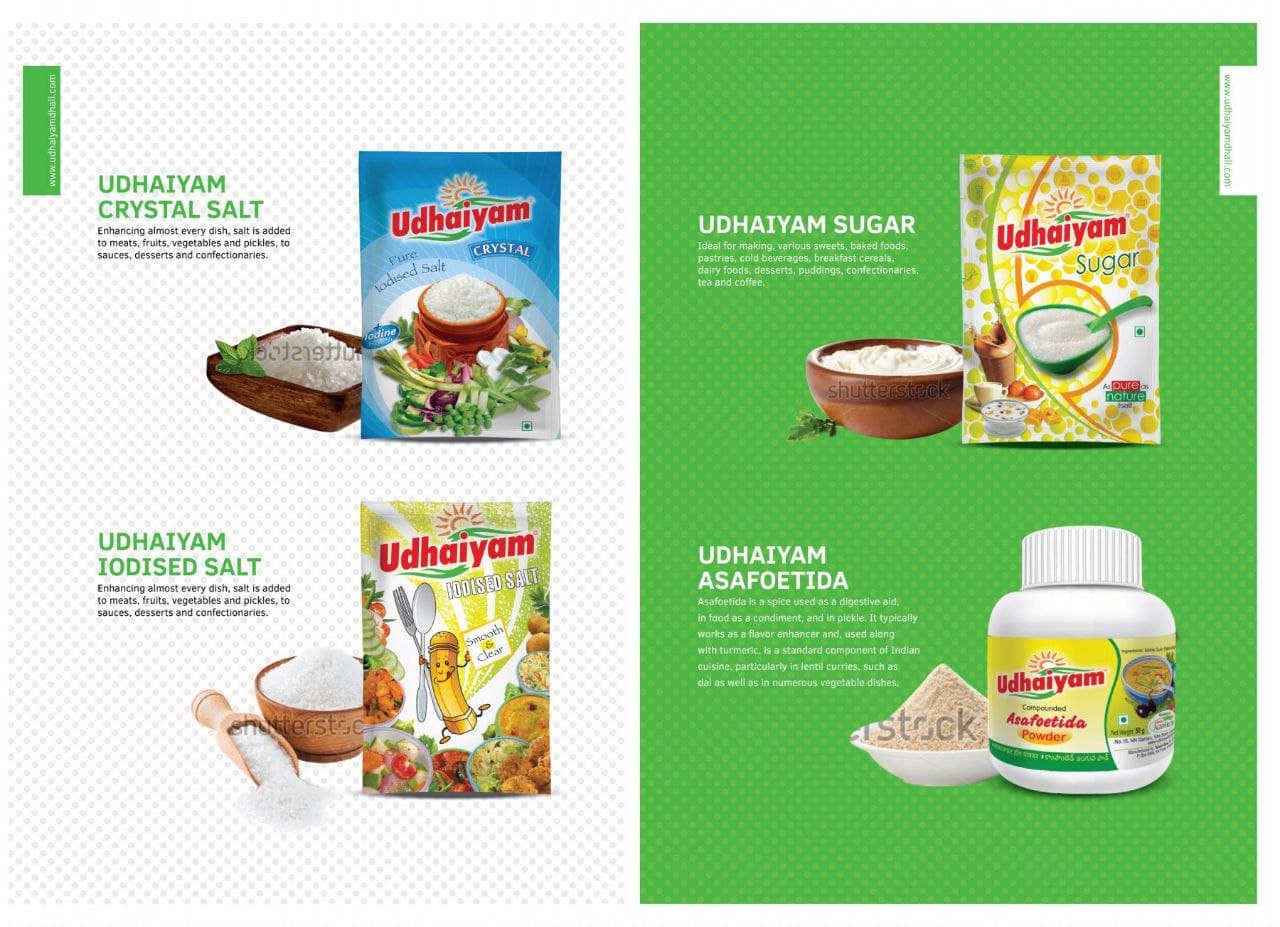 www.udhaiyamdhall.com
UDHAIYAM
CRYSTAL SALT
Enhancing almost every dish, salt is added
to meats, fruits, vegetables and pickles, to
sauces, desserts and confectionaries.
Udhaiyam
CRYSTAL
Pure
Iodised Salt
Iodine
shutterstock
UDHAIYAM
IODISED SALT
Enhancing almost every dish, salt is added
to meats, fruits, vegetables and pickles, to
sauces, desserts and confectionaries.
Udhaiyam
IODISED SALT
Smooth
&
Clear
shutterstock
www.udhaiyamdhall.com
UDHAIYAM SUGAR
Ideal for making, various sweets, baked foods,
pastries, cold beverages, breakfast cereals,
dairy foods, desserts, puddings, confectionaries,
tea and coffee.
Udhaiyam
Sugar
As pure as
nature
itself
shutterstock
UDHAIYAM
ASAFOETIDA
Asafoetida is a spice used as a digestive aid,
in food as a condiment, and in pickle. It typically
works as a flavor enhancer and, used along
with turmeric, is a standard component of Indian
cuisine, particularly in lentil curries, such as
dal as well as in numerous vegetable dishes.
Udhaiyam
Compounded
Asafoetida
Powder
Net Weight: 50 g
erstock